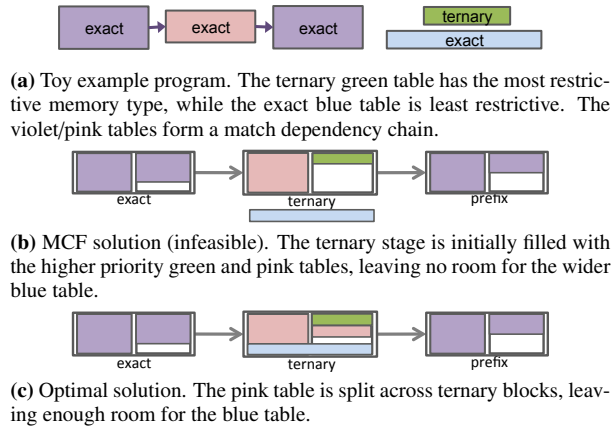 exact exact exact ternary
exact
(a) Toy example program. The ternary green table has the most restric-
tive memory type, while the exact blue table is least restrictive. The
violet/pink tables form a match dependency chain.
exact ternary prefix
(b) MCF solution (infeasible). The ternary stage is initially filled with
the higher priority green and pink tables, leaving no room for the wider
blue table.
exact ternary prefix
(c) Optimal solution. The pink table is split across ternary blocks, leav-
ing enough room for the blue table.